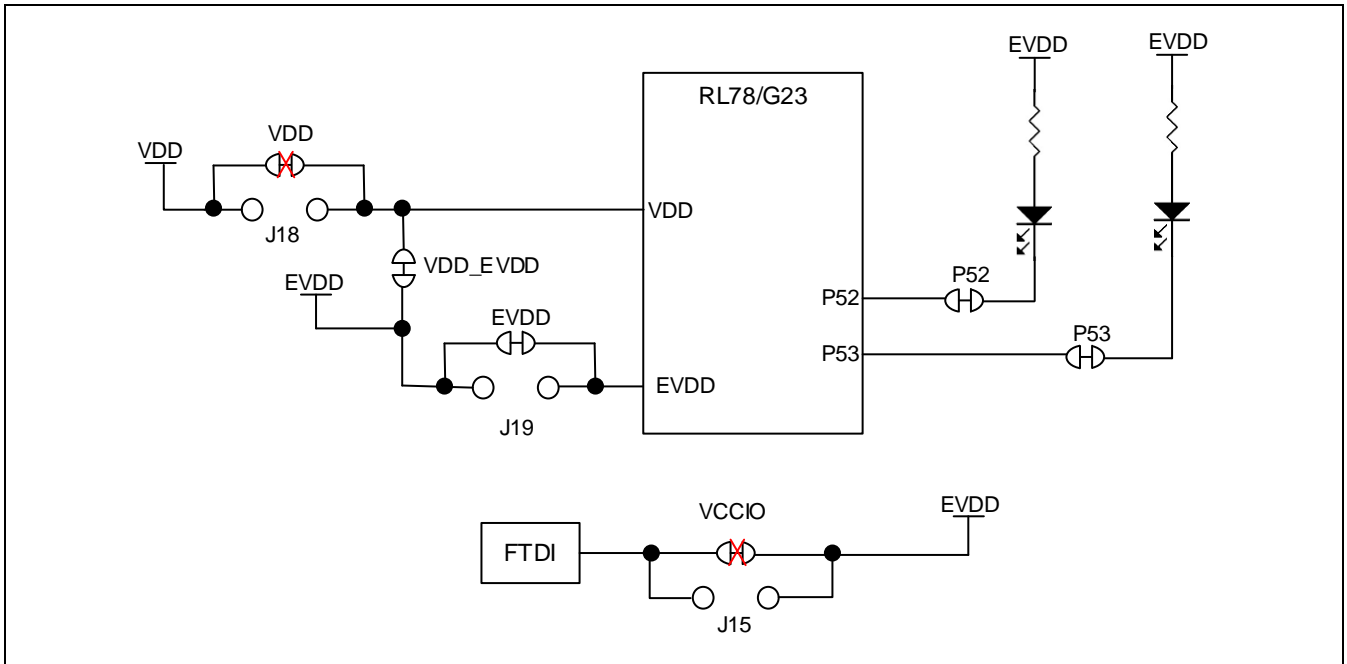 EVDD
EVDD
RL78/G23
VDD
VDD
VDD
J18
VDD_EVDD
EVDD
P52
P52
EVDD
P53
P53
EVDD
J19
VCCIO
EVDD
FTDI
J15